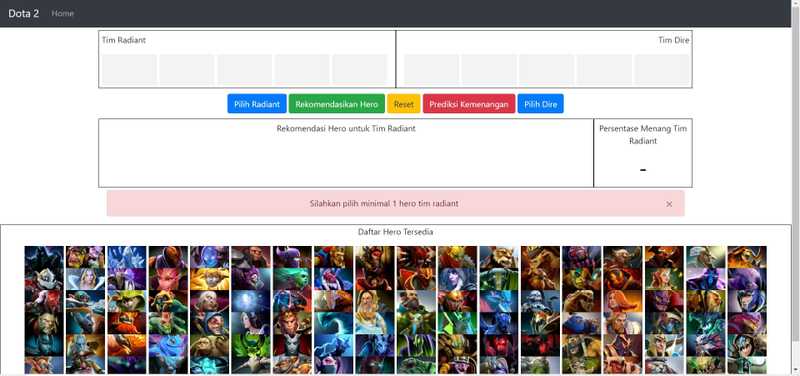 Dota 2 Home
Tim Radiant
Tim Dire
Pilih Radiant
Rekomendasikan Hero
Reset
Prediksi Kemenangan
Pilih Dire
Rekomendasi Hero untuk Tim Radiant
Persentase Menang Tim
Radiant
-
Silahkan pilih minimal 1 hero tim radiant
×
Daftar Hero Tersedia